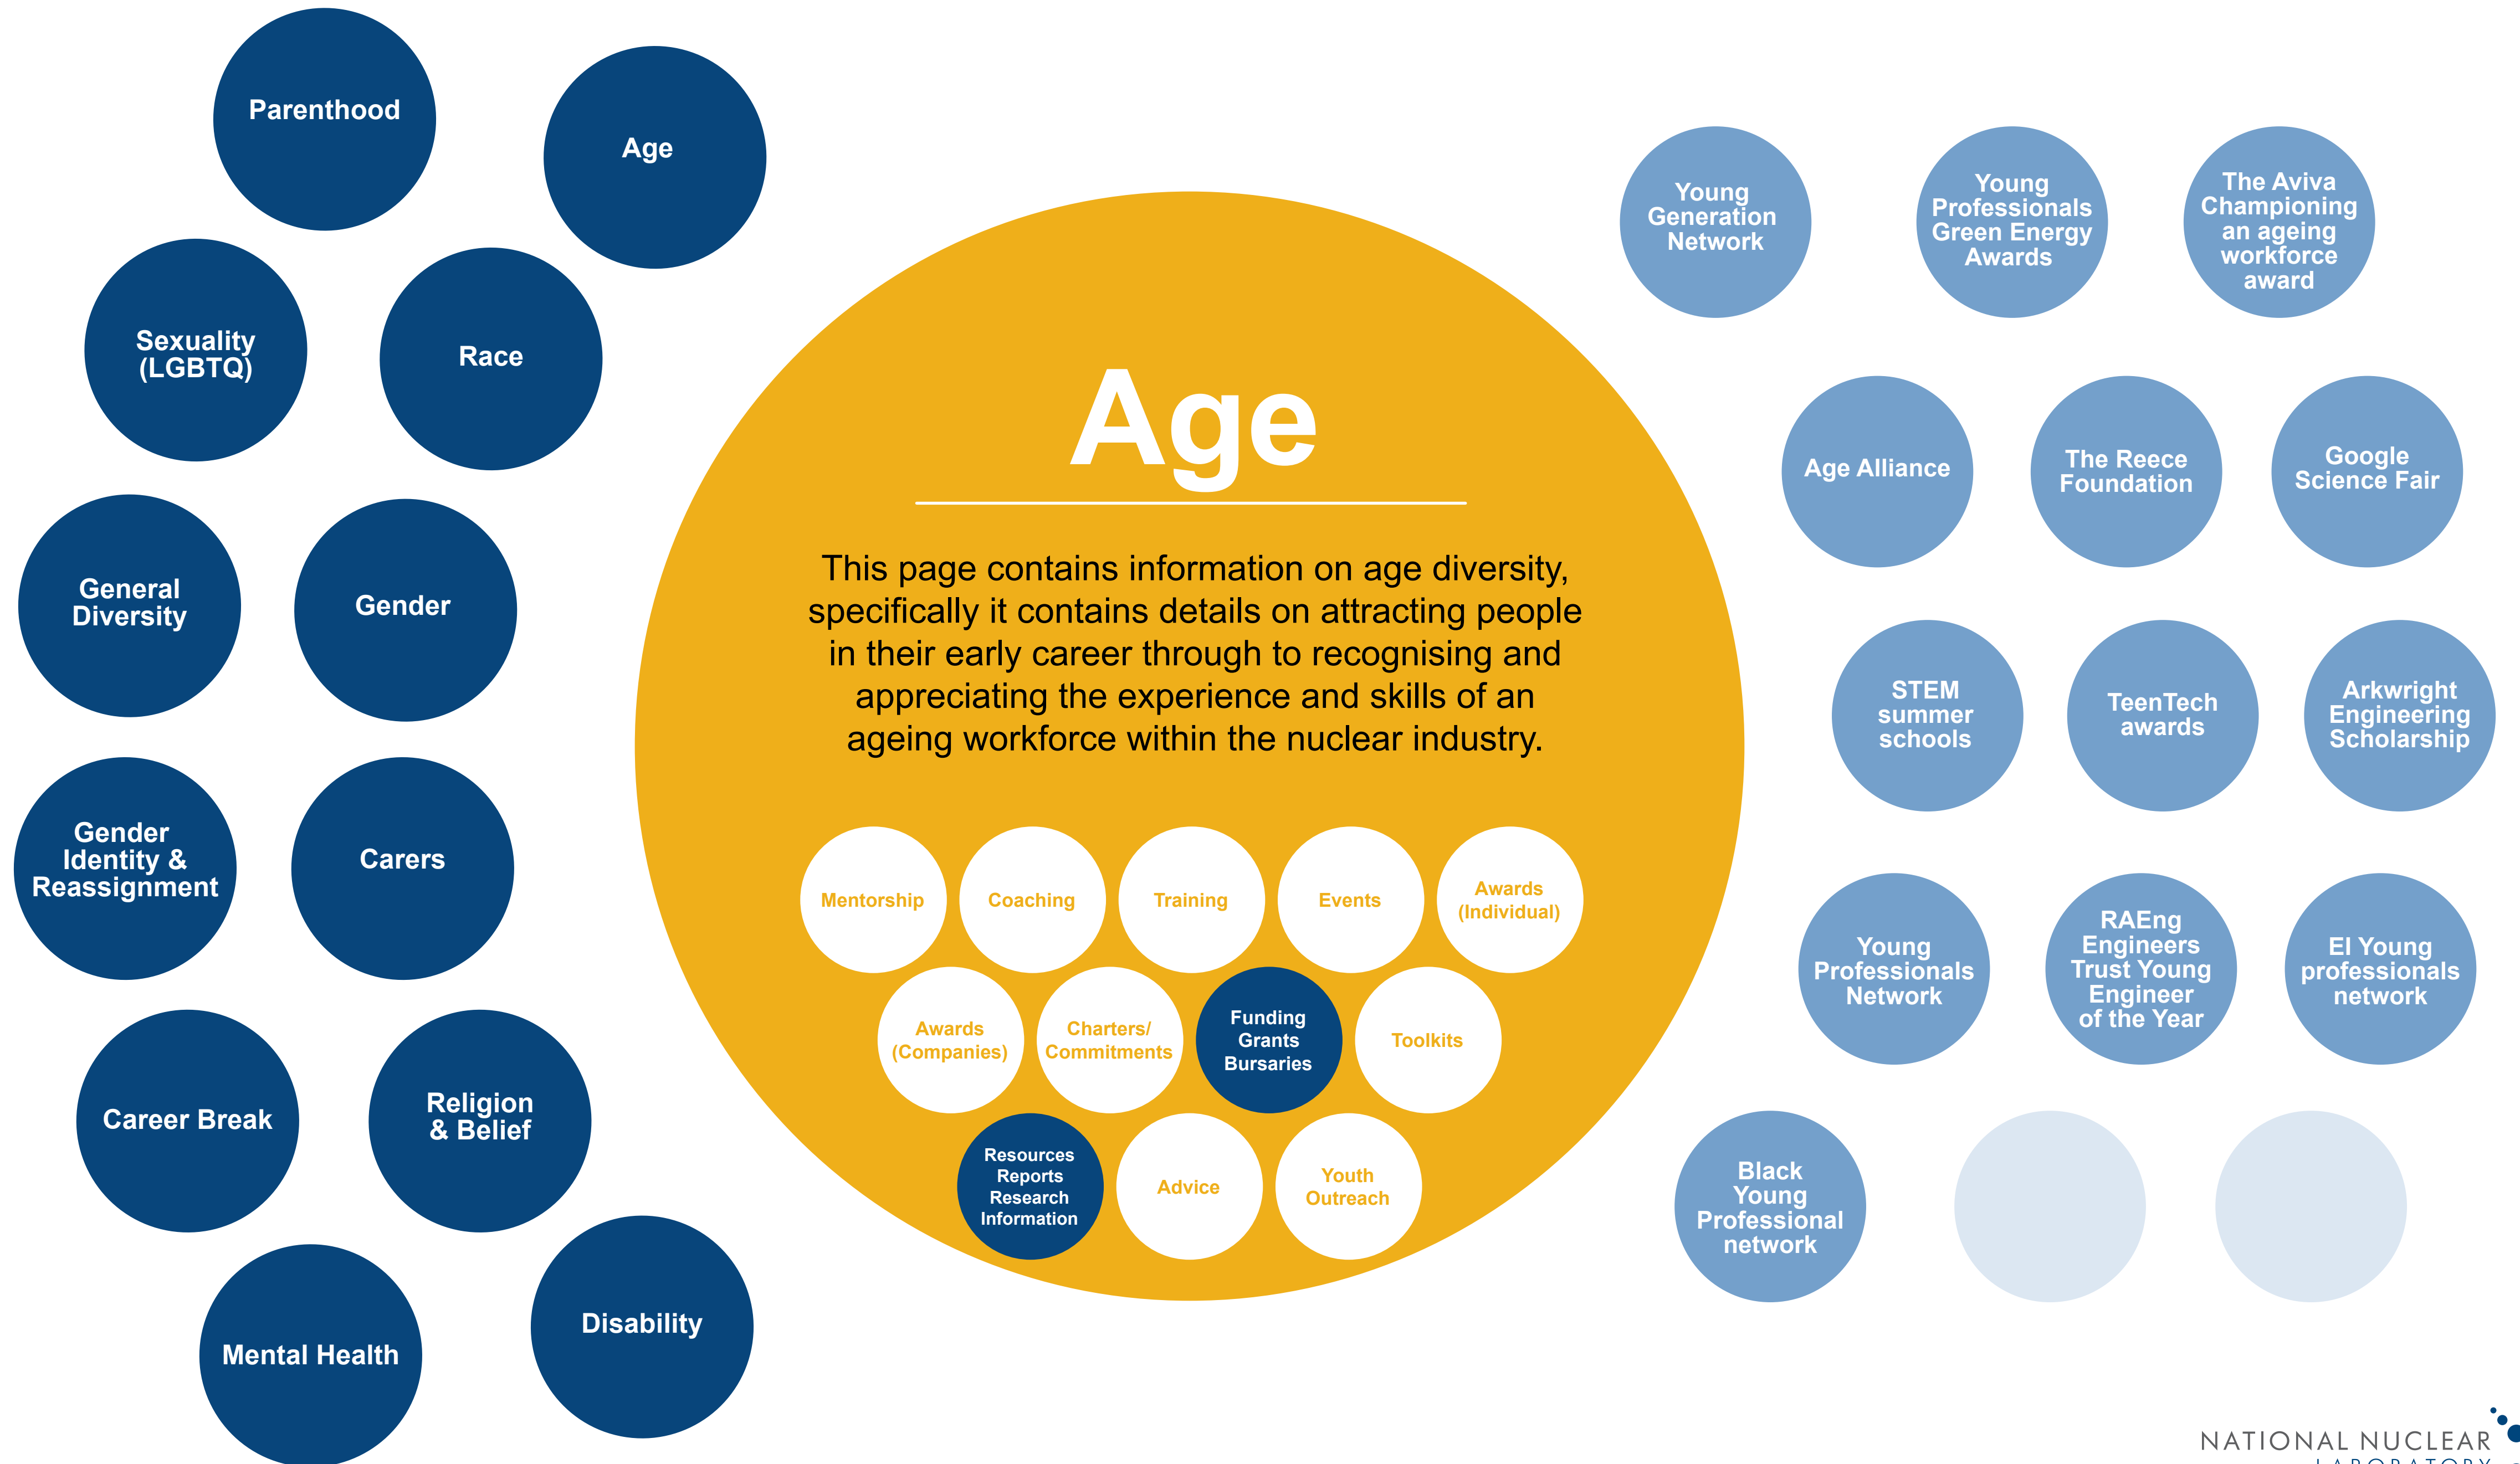 Parenthood
Age
Sexuality
(LGBTQ)
Race
General
Diversity
Gender
Gender
Identity &
Reassignment
Carers
Career Break
Religion
& Belief
Mental Health
Disability
Age
This page contains information on age diversity,
specifically it contains details on attracting people
in their early career through to recognising and
appreciating the experience and skills of an
ageing workforce within the nuclear industry.
Mentorship
Coaching
Training
Events
Awards
(Individual)
Awards
(Companies)
Charters/
Commitments
Funding
Grants
Bursaries
Toolkits
Resources
Reports
Research
Information
Advice
Youth
Outreach
Young
Generation
Network
Young
Professionals
Green Energy
Awards
The Aviva
Championing
an ageing
workforce
award
Age Alliance
The Reece
Foundation
Google
Science Fair
STEM
summer
schools
TeenTech
awards
Arkwright
Engineering
Scholarship
Young
Professionals
Network
RAEng
Engineers
Trust Young
Engineer
of the Year
EI Young
professionals
network
Black
Young
Professional
network
NATIONAL NUCLEAR
LABORATORY